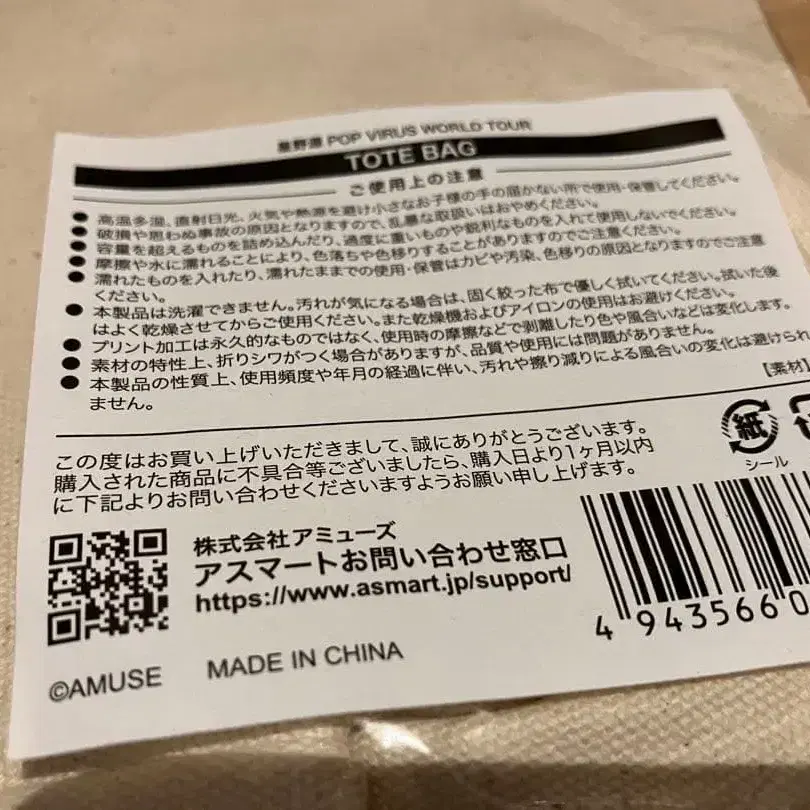 星野源 POP VIRUS WORLD TOUR
TOTE BAG
ご使用上の注意
● 高温多湿、直射日光、火気や熱源を避け小さなお子様の手の届かない所で使用・保管してください。
● 破損や思わぬ事故の原因となりますので、乱暴な取扱いはおやめください。
● 容量を超えるものを詰め込んだり、過度に重いものや鋭利なものを入れて使用しないでください。
● 摩擦や水に濡れることにより、色落ちや色移りすることがありますのでご注意ください。
● 濡れたものを入れたり、濡れたままでの使用・保管はカビや汚染、色移りの原因となりますのでご注意
ください。
● 本製品は洗濯できません。汚れが気になる場合は、固く絞った布で優しく拭いてください。拭いた後
はよく乾燥させてからご使用ください。また乾燥機およびアイロンの使用はお避けください。
● プリント加工は永久的なものではなく、使用時の摩擦などで剥離したり色や風合いなどは変化します。
● 素材の特性上、折りシワがつく場合がありますが、品質や使用には問題がありません。
● 本製品の性質上、使用頻度や年月の経過に伴い、汚れや擦り減りによる風合いの変化は避けられ
ません。
【素材】
この度はお買い上げいただきまして、誠にありがとうございます。
購入された商品に不具合等ございましたら、購入日より1ヶ月以内
に下記よりお問い合わせくださいますようお願い申し上げます。
紙
シール
株式会社アミューズ
アスマートお問い合わせ窓口
https://www.asmart.jp/support/
4 943566 0
©AMUSE MADE IN CHINA